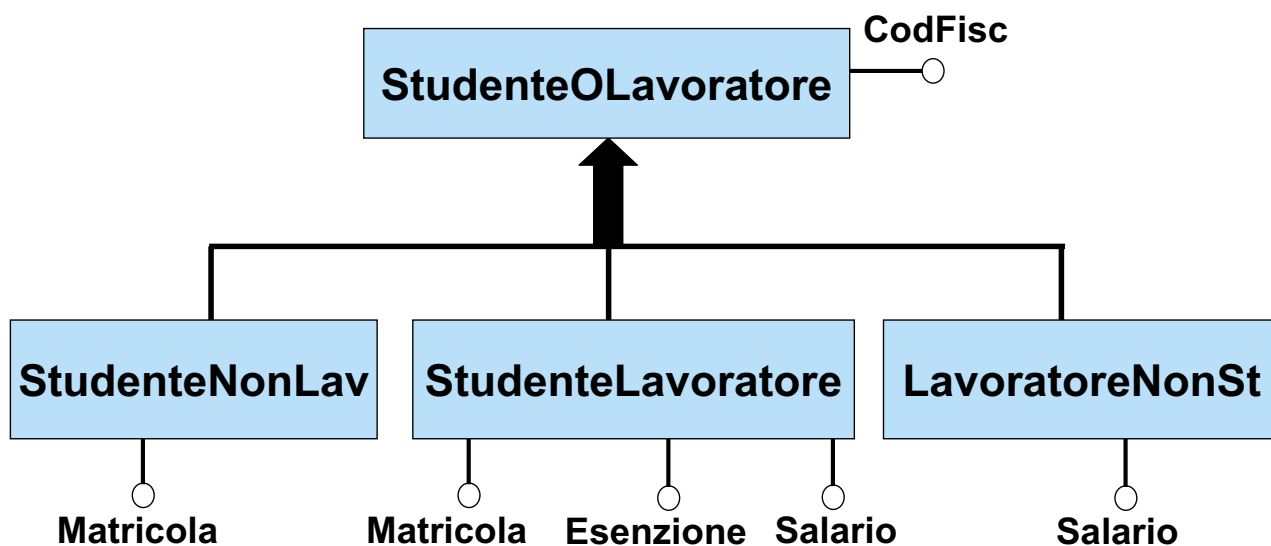 CodFisc
StudenteOLavoratore
StudenteNonLav
StudenteLavoratore
LavoratoreNonSt
Matricola
Matricola
Esenzione
Salario
Salario